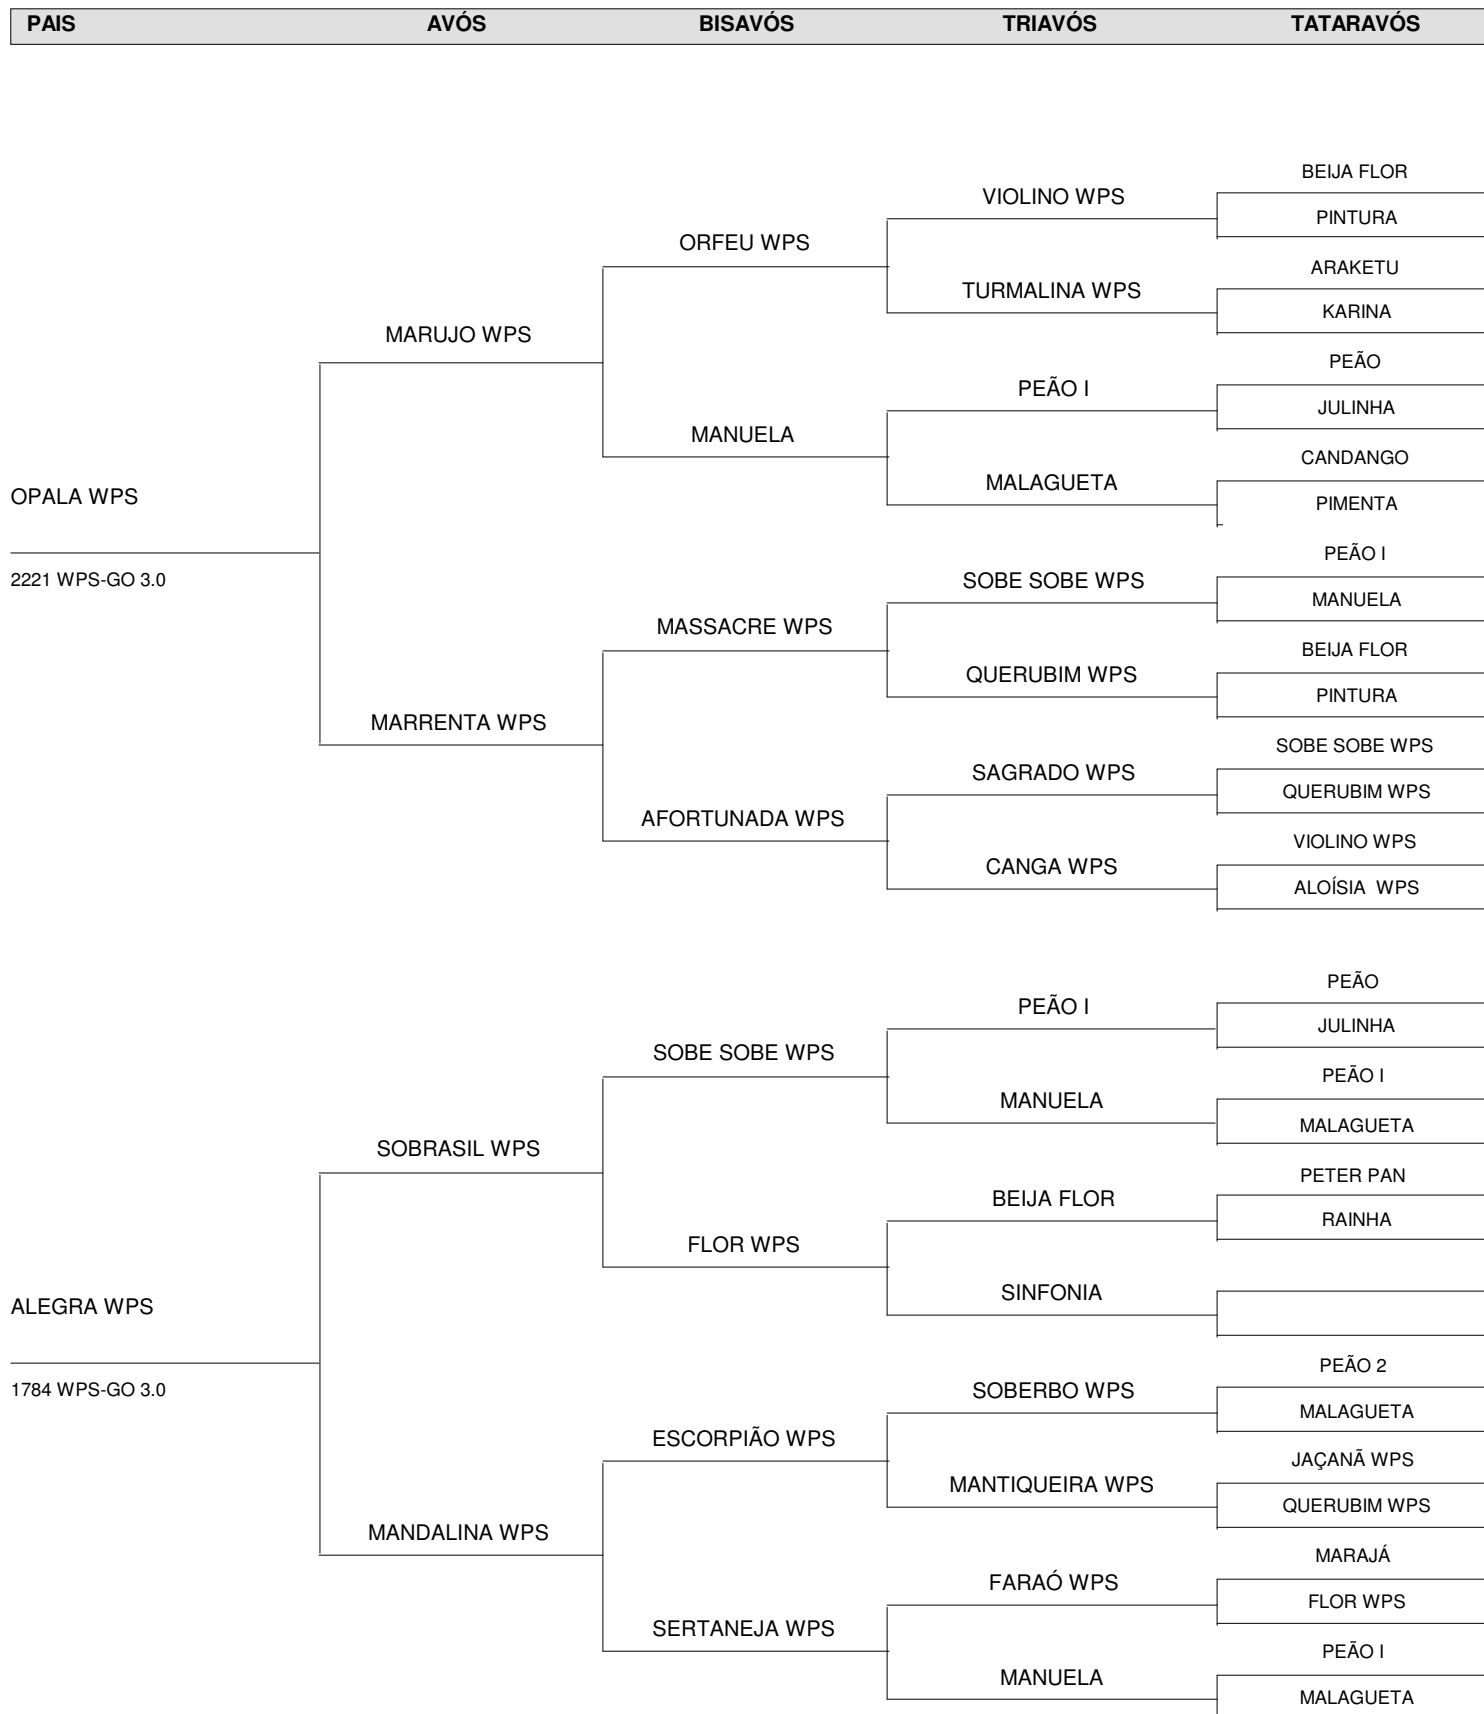 PAIS AVÓS BISAVÓS TRIAVÓS TATARAVÓS
BEIJA FLOR
VIOLINO WPS
PINTURA
ORFEU WPS
ARAKETU
TURMALINA WPS
KARINA
MARUJO WPS
PEÃO
PEÃO I
JULINHA
MANUELA
CANDANGO
MALAGUETA
OPALA WPS
PIMENTA
PEÃO I
2221 WPS-GO 3.0
SOBE SOBE WPS
MANUELA
MASSACRE WPS
BEIJA FLOR
QUERUBIM WPS
PINTURA
MARRENTA WPS
SOBE SOBE WPS
SAGRADO WPS
QUERUBIM WPS
AFORTUNADA WPS
VIOLINO WPS
CANGA WPS
ALOÍSIA WPS
PEÃO
PEÃO I
JULINHA
SOBE SOBE WPS
PEÃO I
MANUELA
MALAGUETA
SOBRASIL WPS
PETER PAN
BEIJA FLOR
RAINHA
FLOR WPS
SINFONIA
ALEGRA WPS
PEÃO 2
1784 WPS-GO 3.0
SOBERBO WPS
MALAGUETA
ESCORPIÃO WPS
JAÇANÃ WPS
MANTIQUEIRA WPS
QUERUBIM WPS
MANDALINA WPS
MARAJÁ
FARAÓ WPS
FLOR WPS
SERTANEJA WPS
PEÃO I
MANUELA
MALAGUETA